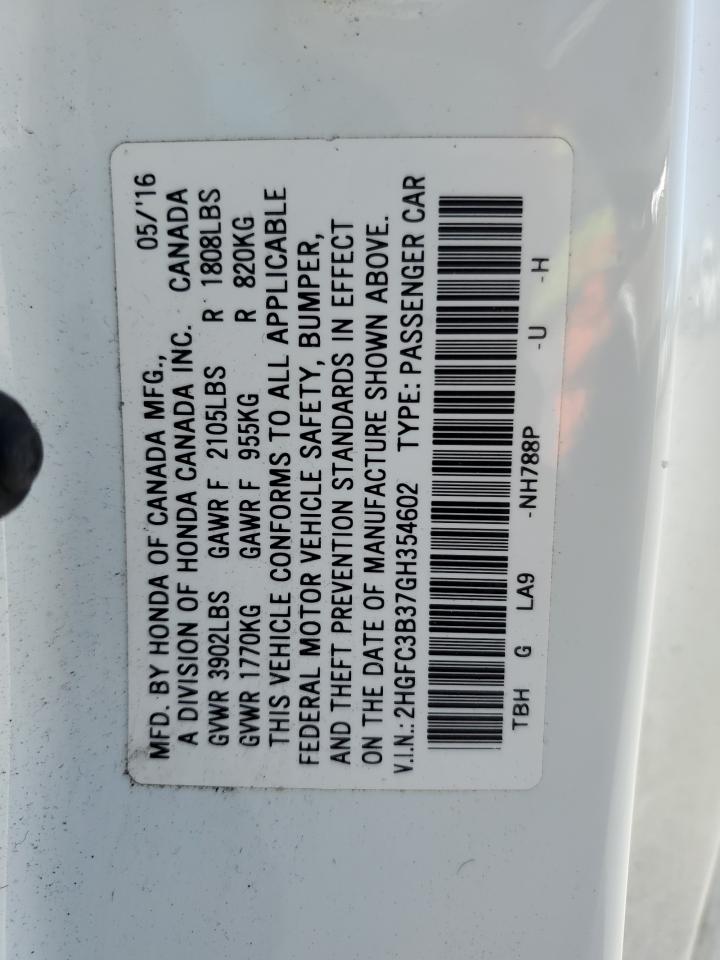 MFD. BY HONDA OF CANADA MFG., 05/'16
A DIVISION OF HONDA CANADA INC. CANADA
GVWR 3902LBS GAWR F 2105LBS R 1808LBS
GVWR 1770KG GAWR F 955KG R 820KG
THIS VEHICLE CONFORMS TO ALL APPLICABLE
FEDERAL MOTOR VEHICLE SAFETY, BUMPER,
AND THEFT PREVENTION STANDARDS IN EFFECT
ON THE DATE OF MANUFACTURE SHOWN ABOVE.
V.I.N.: 2HGFC3B37GH354602 TYPE: PASSENGER CAR
TBH G LA9 -NH788P -U -H